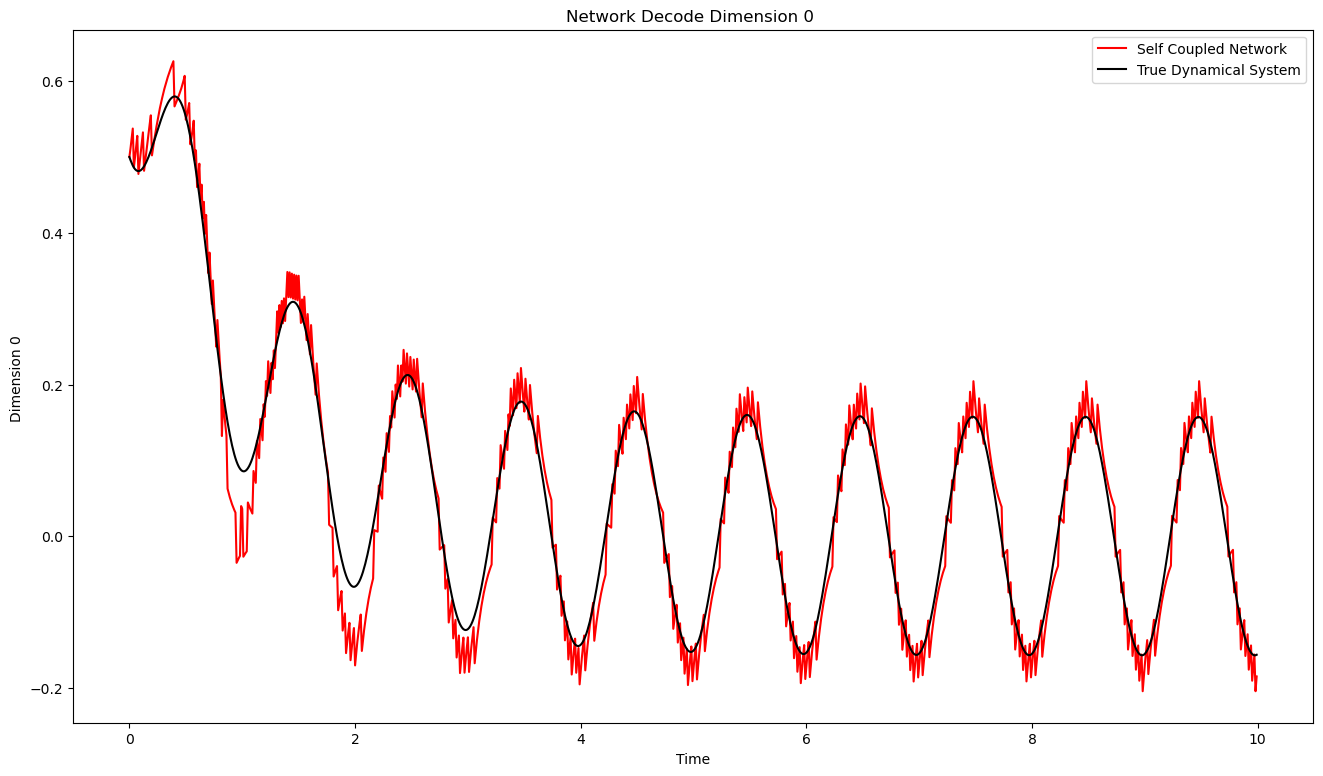 Network Decode Dimension 0
Self Coupled Network
True Dynamical System
Dimension 0
0.6
0.4
0.2
0.0
−0.2
0
2
4
6
8
10
Time